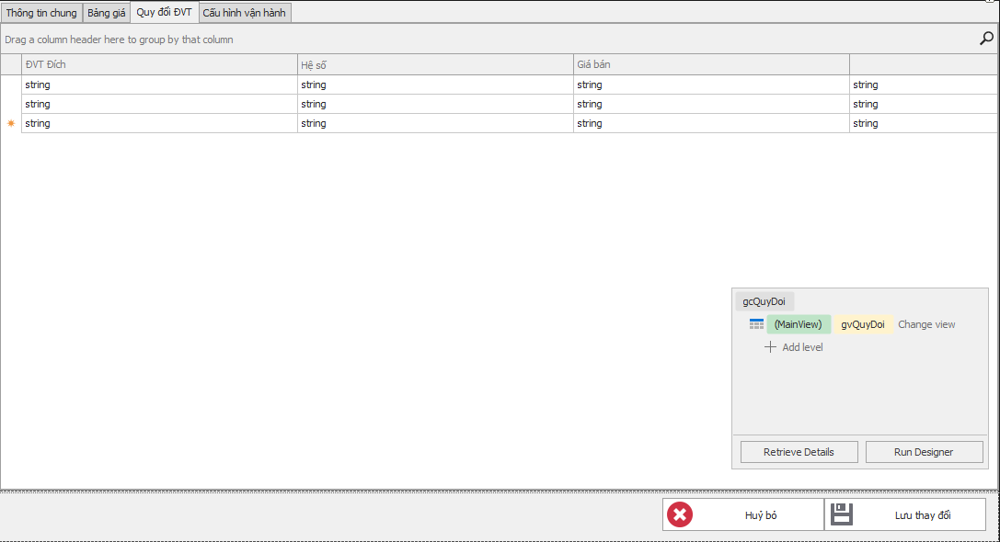 Thông tin chung Bảng giá Quy đổi ĐVT Cấu hình vận hành
Drag a column header here to group by that column
ĐVT Đích Hệ số Giá bán
string string string string
string string string string
string string string string
gcQuyDoi
(MainView) gvQuyDoi Change view
Add level
Retrieve Details Run Designer
Huỷ bỏ Lưu thay đổi